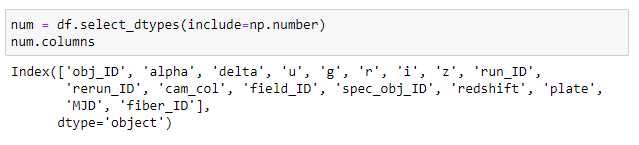 num = df.select_dtypes(include=np.number)
num.columns
Index(['obj_ID', 'alpha', 'delta', 'u', 'g', 'r', 'i', 'z', 'run_ID',
'rerun_ID', 'cam_col', 'field_ID', 'spec_obj_ID', 'redshift', 'plate',
'MJD', 'fiber_ID'],
dtype='object')